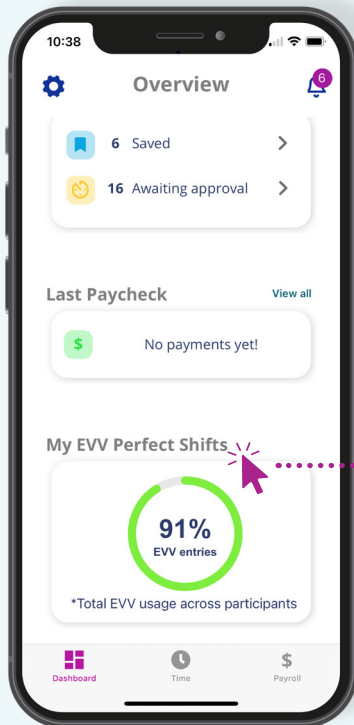 10:38
Overview
6
6 Saved
16 Awaiting approval
Last Paycheck View all
$ No payments yet!
My EVV Perfect Shifts
91%
EVV entries
*Total EVV usage across participants
$
Dashboard Time Payroll